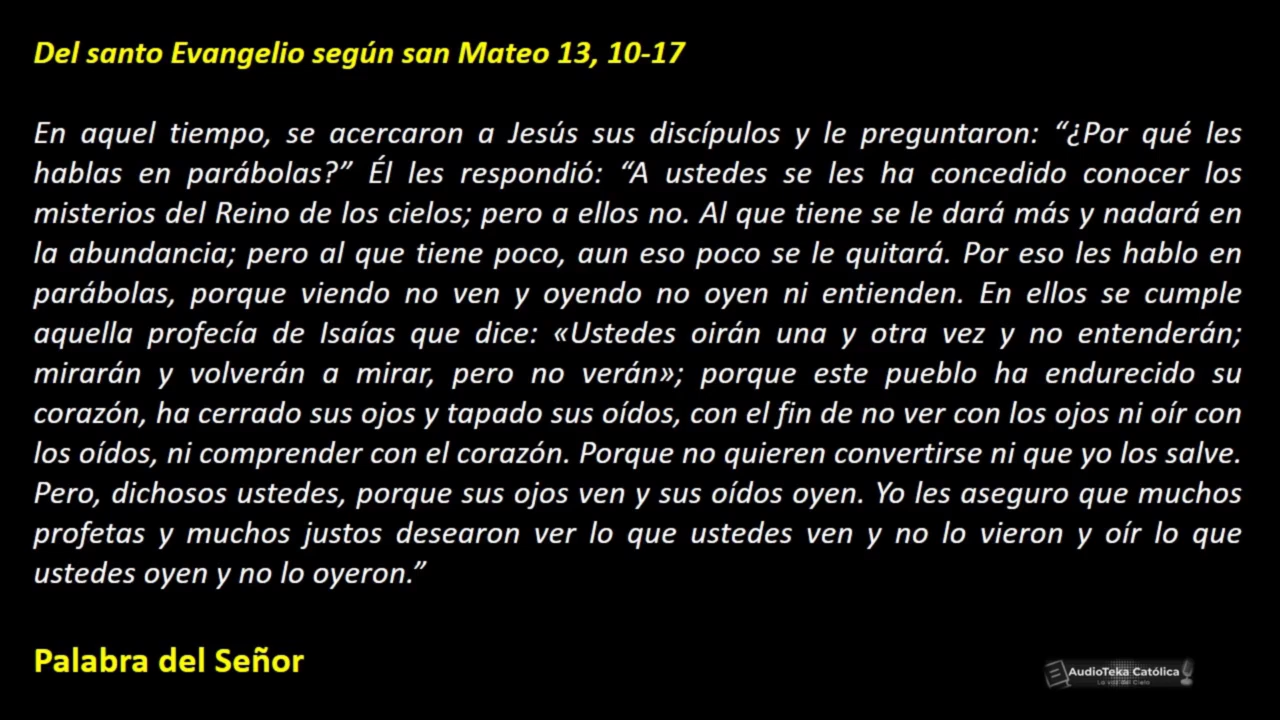 Del santo Evangelio según san Mateo 13, 10-17
En aquel tiempo, se acercaron a Jesús sus discípulos y le preguntaron: “¿Por qué les
hablas en parábolas?” Él les respondió: “A ustedes se les ha concedido conocer los
misterios del Reino de los cielos; pero a ellos no. Al que tiene se le dará más y nadará en
la abundancia; pero al que tiene poco, aun eso poco se le quitará. Por eso les hablo en
parábolas, porque viendo no ven y oyendo no oyen ni entienden. En ellos se cumple
aquella profecía de Isaías que dice: «Ustedes oirán una y otra vez y no entenderán;
mirarán y volverán a mirar, pero no verán»; porque este pueblo ha endurecido su
corazón, ha cerrado sus ojos y tapado sus oídos, con el fin de no ver con los ojos ni oír con
los oídos, ni comprender con el corazón. Porque no quieren convertirse ni que yo los salve.
Pero, dichosos ustedes, porque sus ojos ven y sus oídos oyen. Yo les aseguro que muchos
profetas y muchos justos desearon ver lo que ustedes ven y no lo vieron y oír lo que
ustedes oyen y no lo oyeron.”
Palabra del Señor
AudioTeka Católica